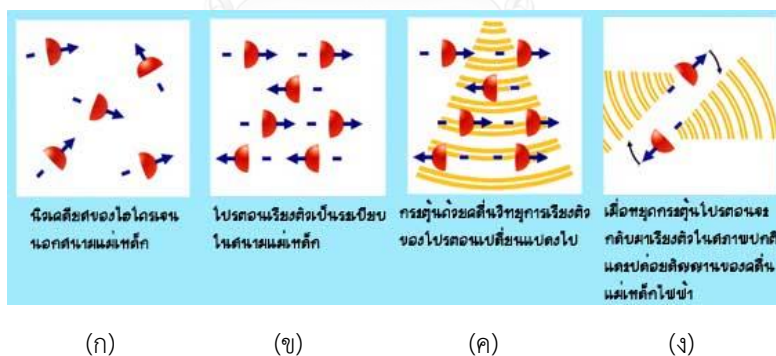 นิวเคลียสของไฮโดรเจน
นอกสนามแม่เหล็ก
โปรตอนเรียงตัวเป็นระเบียบ
ในสนามแม่เหล็ก
กระตุ้นด้วยคลื่นวิทยุการเรียงตัว
ของโปรตอนเปลี่ยนแปลงไป
เมื่อหยุดกระตุ้นโปรตอนจะ
กลับมาเรียงตัวในสภาพปกติ
และปล่อยสัญญาณของคลื่น
แม่เหล็กไฟฟ้า
(ก) (ข) (ค) (ง)